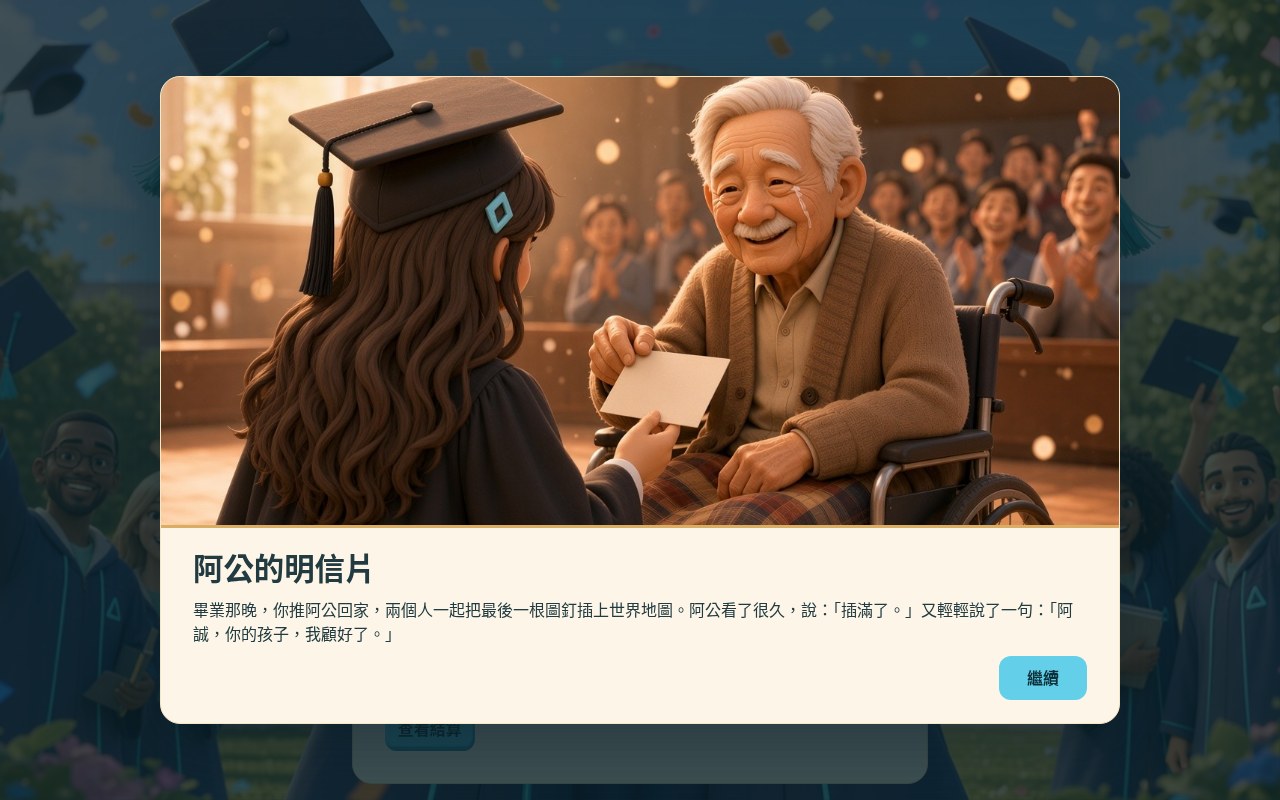 阿公的明信片
畢業那晚，你推阿公回家，兩個人一起把最後一根圖釘插上世界地圖。阿公看了很久，說：「插滿了。」又輕輕說了一句：「阿
誠，你的孩子，我顧好了。」
繼續
查看結算